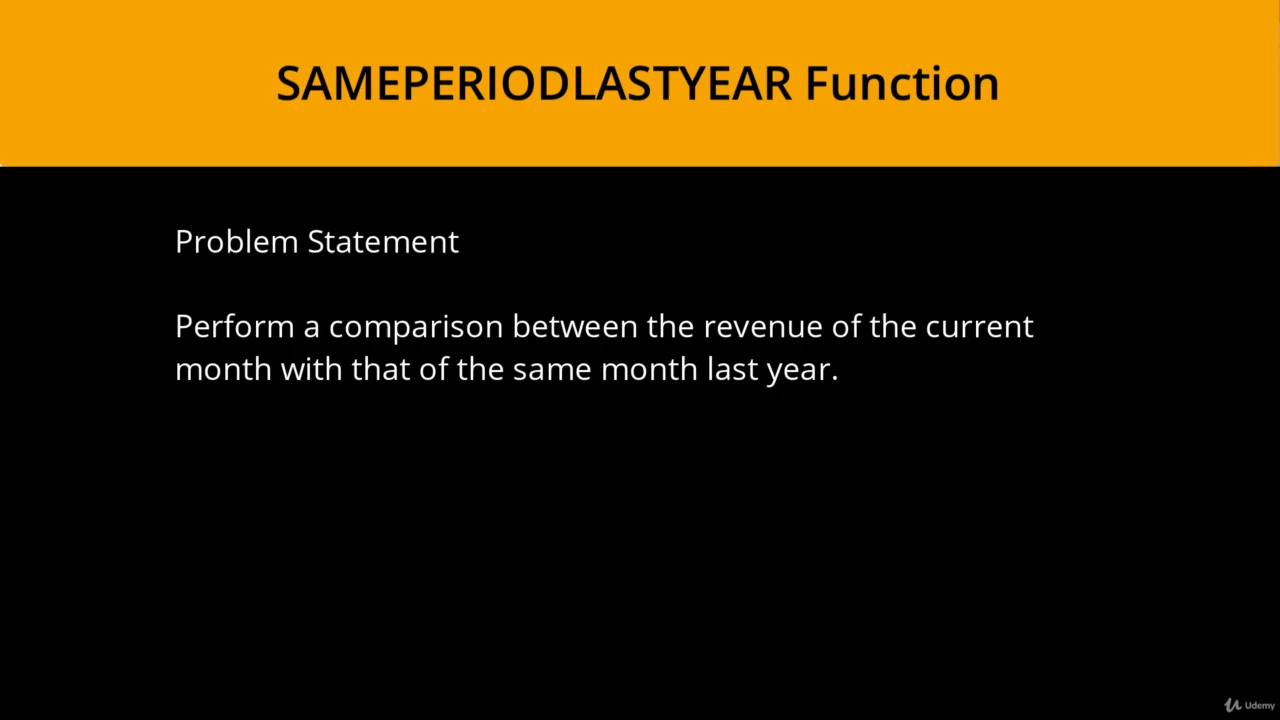 SAMEPERIODLASTYEAR Function
Problem Statement
Perform a comparison between the revenue of the current
month with that of the same month last year.
Udemy